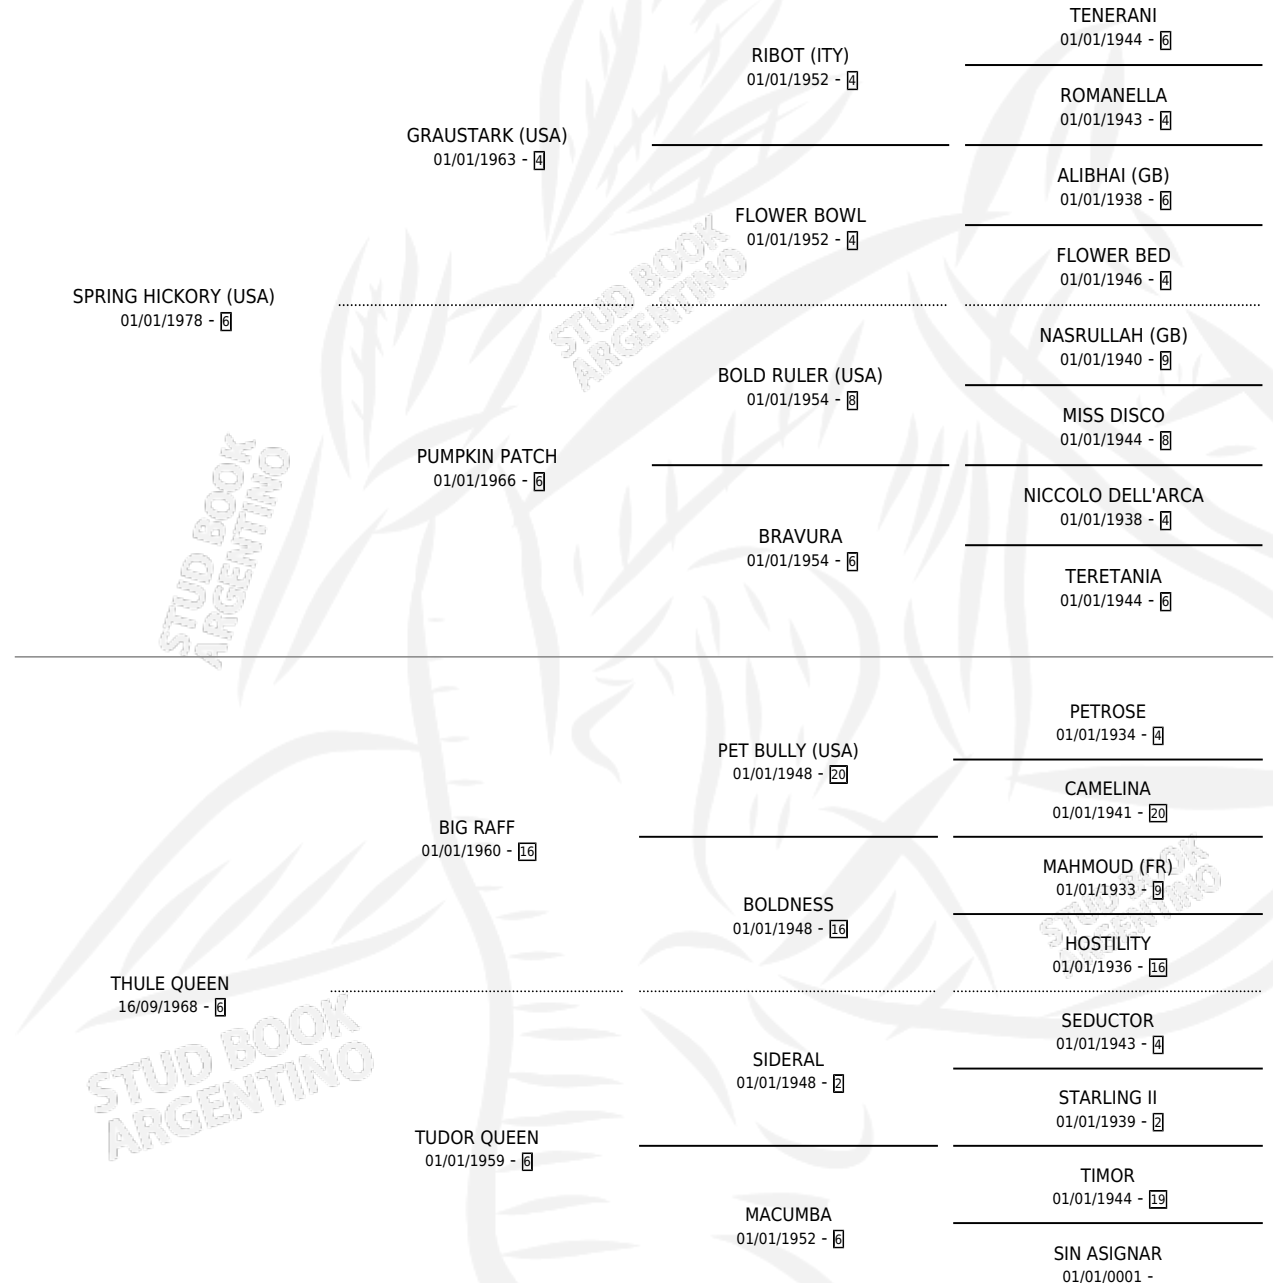 TENERANI
01/01/1944 - 6
RIBOT (ITY)
01/01/1952 - 4
ROMANELLA
01/01/1943 - 4
GRAUSTARK (USA)
01/01/1963 - 4
ALIBHAI (GB)
01/01/1938 - 6
FLOWER BOWL
01/01/1952 - 4
FLOWER BED
01/01/1946 - 4
SPRING HICKORY (USA)
01/01/1978 - 6
STUD BOOK
ARGENTINO
NASRULLAH (GB)
01/01/1940 - 9
BOLD RULER (USA)
01/01/1954 - 8
MISS DISCO
01/01/1944 - 8
PUMPKIN PATCH
01/01/1966 - 6
NICCOLO DELL'ARCA
01/01/1938 - 4
BRAVURA
01/01/1954 - 6
TERETANIA
01/01/1944 - 6
STUD BOOK
ARGENTINO
PETROSE
01/01/1934 - 4
PET BULLY (USA)
01/01/1948 - 20
CAMELINA
01/01/1941 - 20
BIG RAFF
01/01/1960 - 16
MAHMOUD (FR)
01/01/1933 - 9
BOLDNESS
01/01/1948 - 16
HOSTILITY
01/01/1936 - 16
STUD BOOK
ARGENTINO
THULE QUEEN
16/09/1968 - 6
SEDUCTOR
01/01/1943 - 4
SIDERAL
01/01/1948 - 2
STARLING II
01/01/1939 - 2
STUD BOOK
ARGENTINO
TUDOR QUEEN
01/01/1959 - 6
TIMOR
01/01/1944 - 19
MACUMBA
01/01/1952 - 6
SIN ASIGNAR
01/01/0001 -